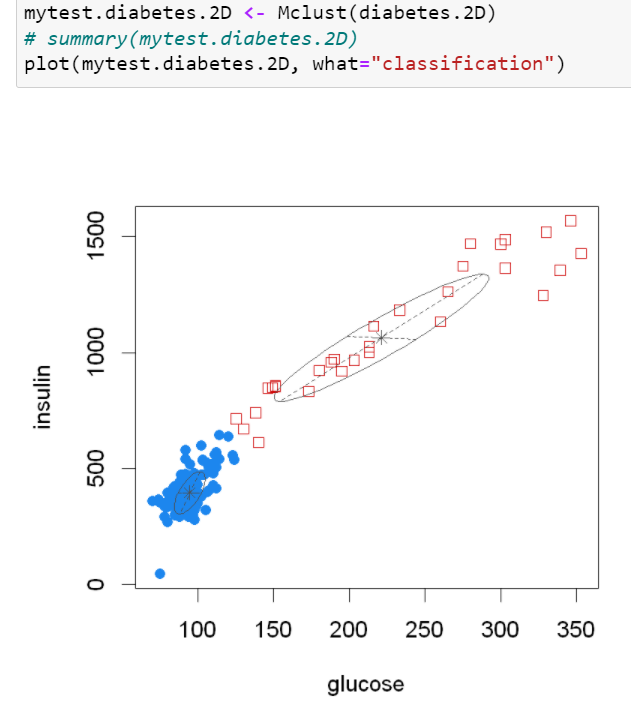 mytest.diabetes.2D <- Mclust(diabetes.2D)
# summary(mytest.diabetes.2D)
plot(mytest.diabetes.2D, what="classification")
1500
1000
500
0
insulin
100 150 200 250 300 350
glucose